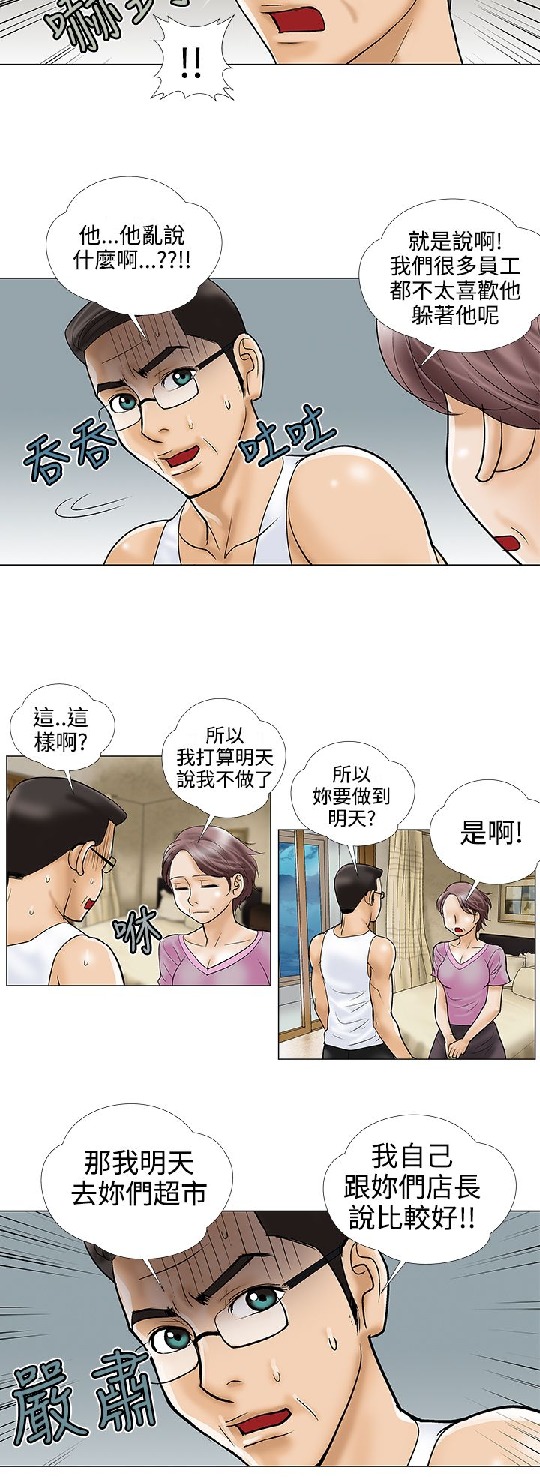 嚇
!!
他...他亂說
什麼啊...??!!
就是說啊!
我們很多員工
都不太喜歡他
躲著他呢
吞吞
吐吐
這..這
樣啊?
所以
我打算明天
說我不做了
咻
所以
妳要做到
明天?
是啊!
那我明天
去妳們超市
我自己
跟妳們店長
說比較好!!
嚴肅